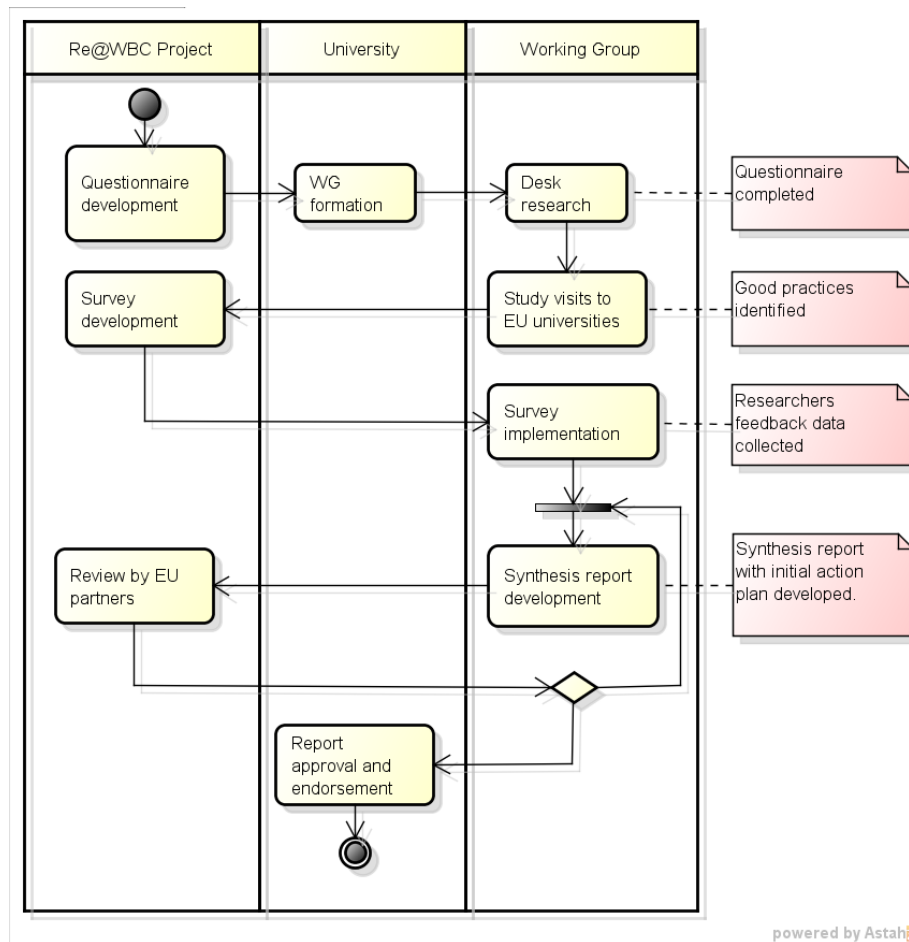 Re@WBC Project
University
Working Group
Questionnaire
development
WG
formation
Desk
research
Questionnaire
completed
Survey
development
Study visits to
EU universities
Good practices
identified
Survey
implementation
Researchers
feedback data
collected
Review by EU
partners
Synthesis report
development
Synthesis report
with initial action
plan developed.
Report
approval and
endorsement
powered by Astah